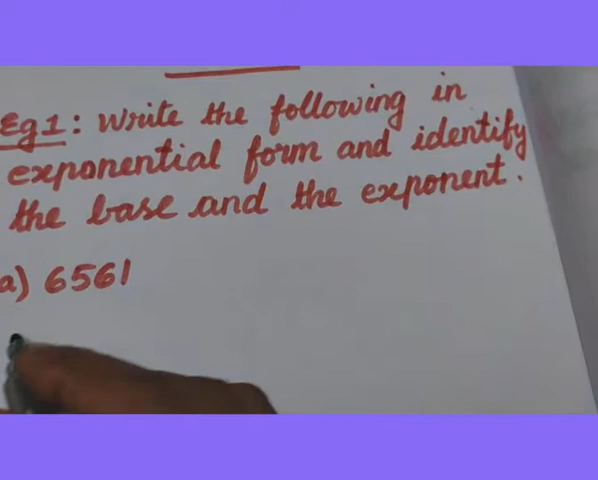 Eg1: Write the following in
exponential form and identify
the base and the exponent.
a) 6561